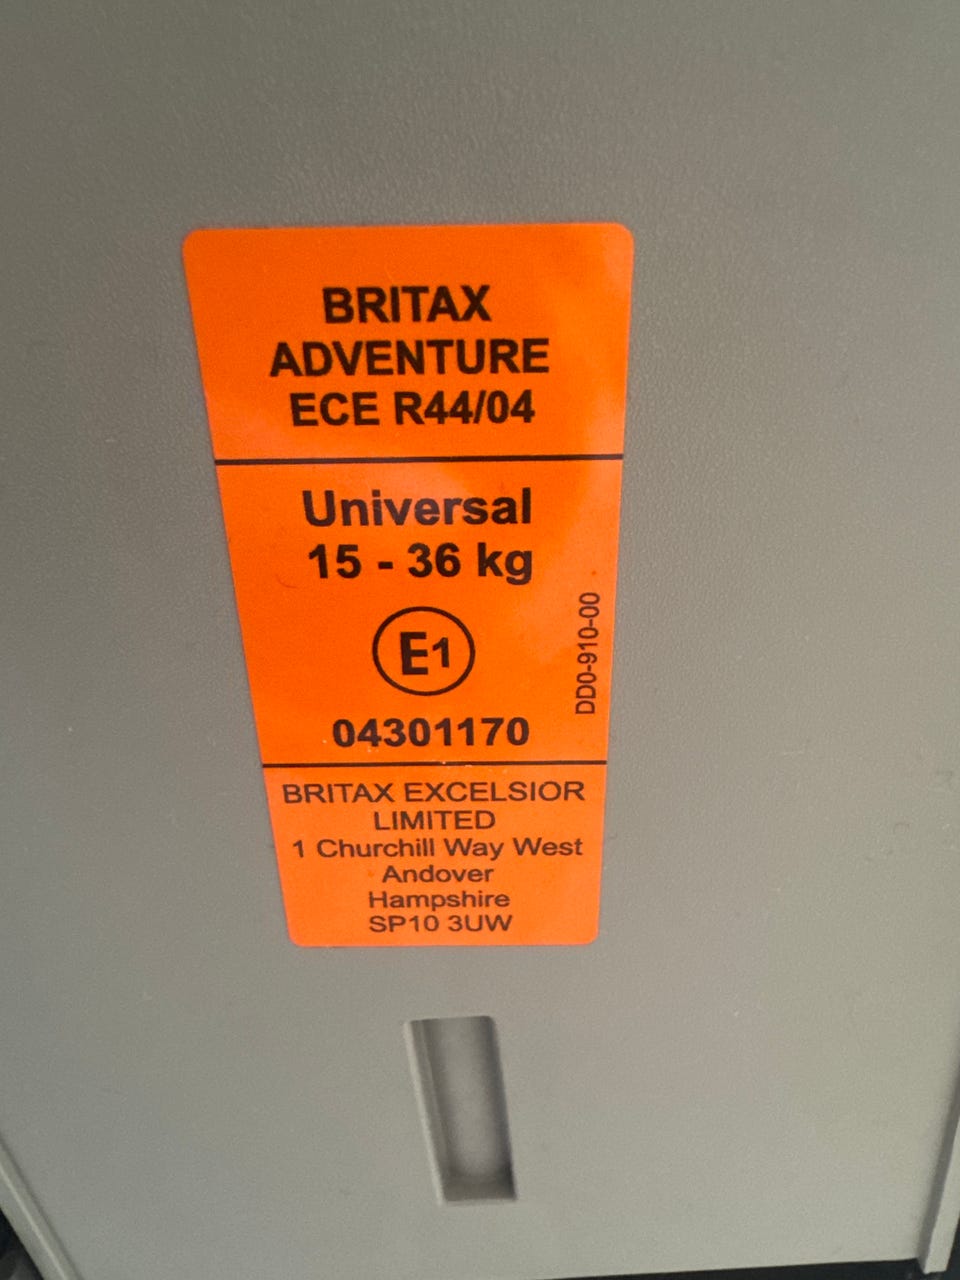 BRITAX
ADVENTURE
ECE R44/04
Universal
15 - 36 kg
E1
04301170
DD0-910-00
BRITAX EXCELSIOR
LIMITED
1 Churchill Way West
Andover
Hampshire
SP10 3UW